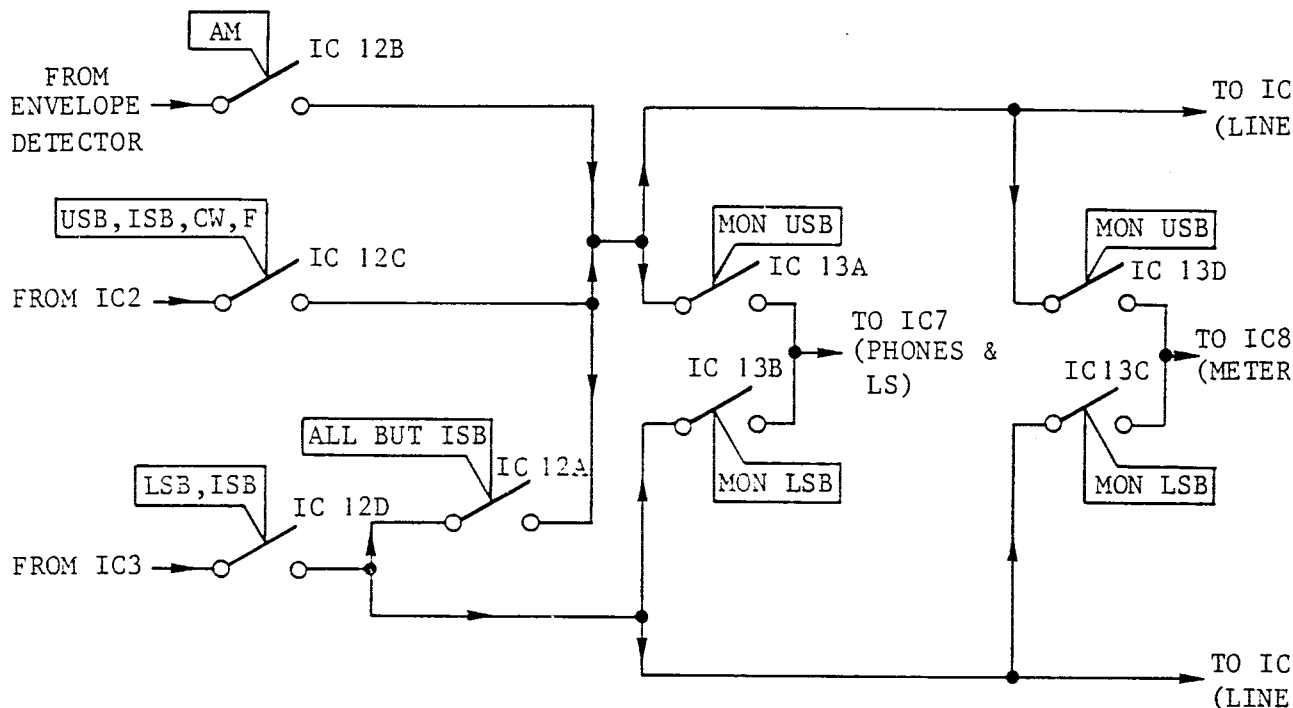 AM
IC 12B
FROM
ENVELOPE
DETECTOR
TO IC
(LINE
USB,ISB,CW,F
IC 12C
FROM IC2
MON USB
IC 13A
MON USB
IC 13D
TO IC7
(PHONES &
LS)
TO IC8
(METER
IC 13B
IC13C
ALL BUT ISB
IC 12A
MON LSB
MON LSB
LSB,ISB
IC 12D
FROM IC3
TO IC
(LINE